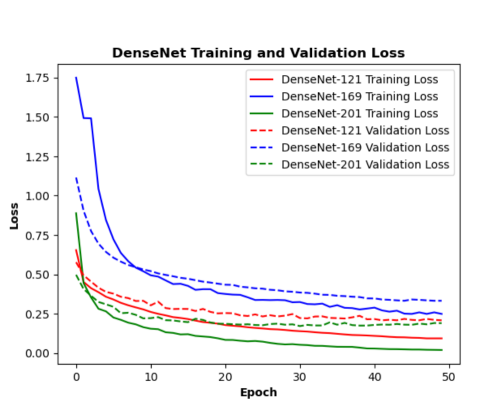 DenseNet Training and Validation Loss
DenseNet-121 Training Loss
DenseNet-169 Training Loss
DenseNet-201 Training Loss
DenseNet-121 Validation Loss
DenseNet-169 Validation Loss
DenseNet-201 Validation Loss
Loss
1.75
1.50
1.25
1.00
0.75
0.50
0.25
0.00
0 10 20 30 40 50
Epoch